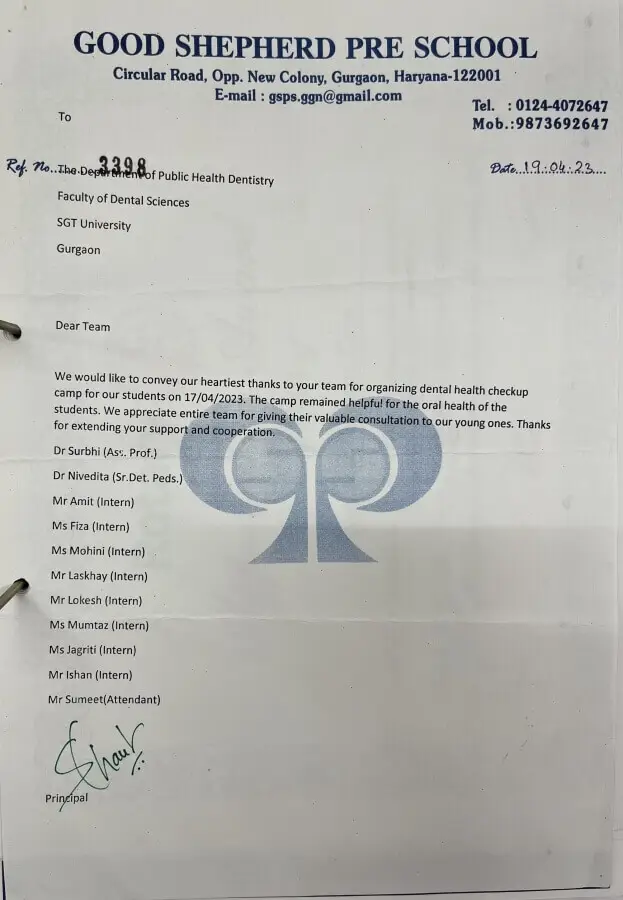 GOOD SHEPHERD PRE SCHOOL
Circular Road, Opp. New Colony, Gurgaon, Haryana-122001
E-mail : gsps.ggn@gmail.com
Tel. : 0124-4072647
Mob.:9873692647
To
Ref. No... 3398
Date...19.:04.:23....
The Department of Public Health Dentistry
Faculty of Dental Sciences
SGT University
Gurgaon
Dear Team
We would like to convey our heartiest thanks to your team for organizing dental health checkup
camp for our students on 17/04/2023. The camp remained helpful for the oral health of the
students. We appreciate entire team for giving their valuable consultation to our young ones. Thanks
for extending your support and cooperation.
Dr Surbhi (Ass. Prof.)
Dr Nivedita (Sr.Det. Peds.)
Mr Amit (Intern)
Ms Fiza (Intern)
Ms Mohini (Intern)
Mr Laskhay (Intern)
Mr Lokesh (Intern)
Ms Mumtaz (Intern)
Ms Jagriti (Intern)
Mr Ishan (Intern)
Mr Sumeet(Attendant)
Principal